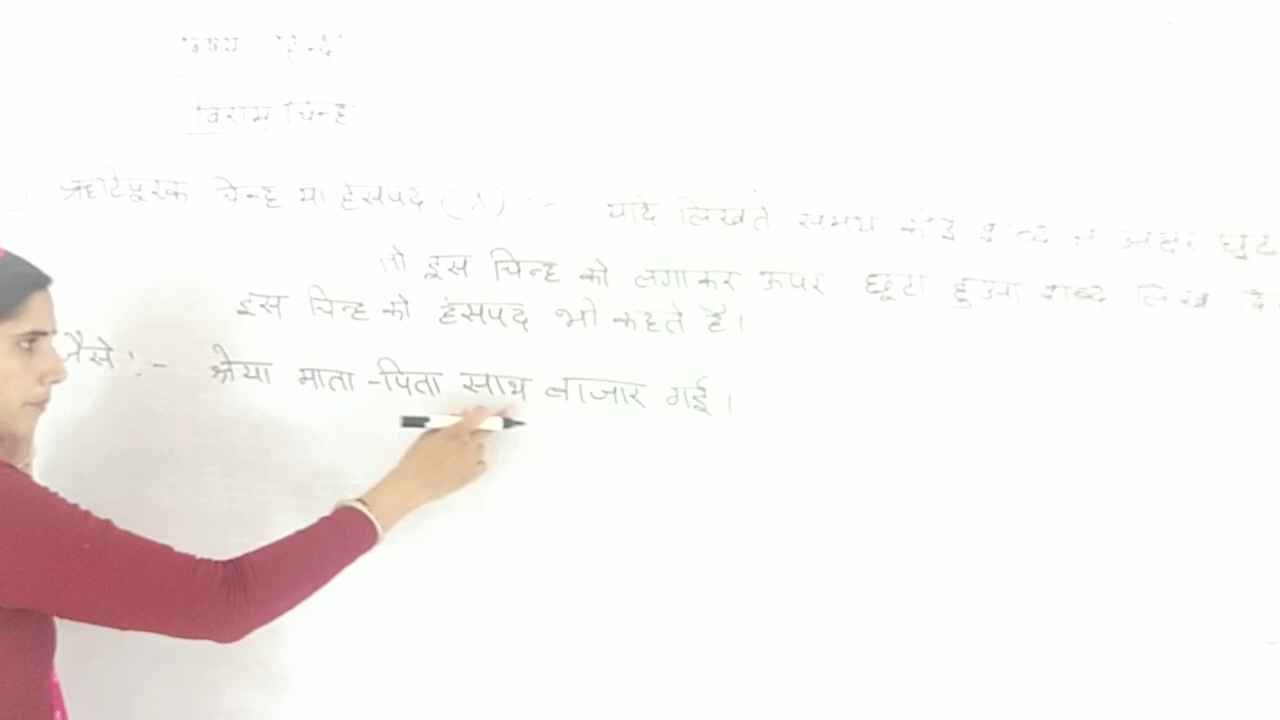 विराम चिन्ह
त्रुटिपूरक चिन्ह या हंसपद (^) :- यदि लिखते समय कोई शब्द या अक्षर छूट
तो इस चिन्ह को लगाकर ऊपर छूटा हुआ शब्द लिख
इस चिन्ह को हंसपद भी कहते है।
जैसे :- श्रेया माता-पिता साथ बाजार गई।